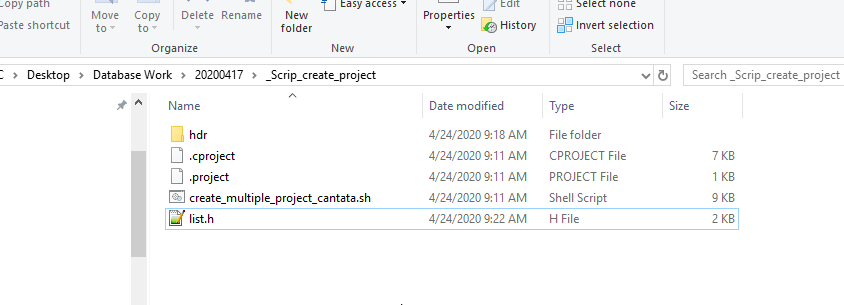 Copy path
Paste shortcut
Move to
Copy to
Delete
Rename
New folder
Easy access
Properties
Edit
History
Select none
Invert selection
Organize
New
Open
Select
C > Desktop > Database Work > 20200417 > _Scrip_create_project
Search _Scrip_create_project
Name Date modified Type Size
hdr 4/24/2020 9:18 AM File folder
.cproject 4/24/2020 9:11 AM CPROJECT File 7 KB
.project 4/24/2020 9:11 AM PROJECT File 1 KB
create_multiple_project_cantata.sh 4/24/2020 9:11 AM Shell Script 9 KB
list.h 4/24/2020 9:22 AM H File 2 KB